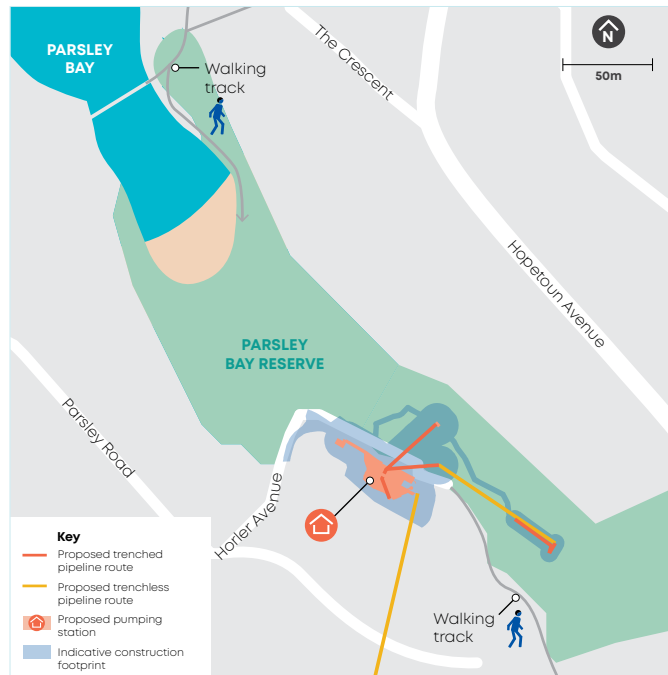 PARSLEY
BAY
Walking
track
The Crescent
N
50m
Hopetoun Avenue
PARSLEY
BAY RESERVE
Parsley Road
Horler Avenue
Walking
track
Key
Proposed trenched
pipeline route
Proposed trenchless
pipeline route
Proposed pumping
station
Indicative construction
footprint